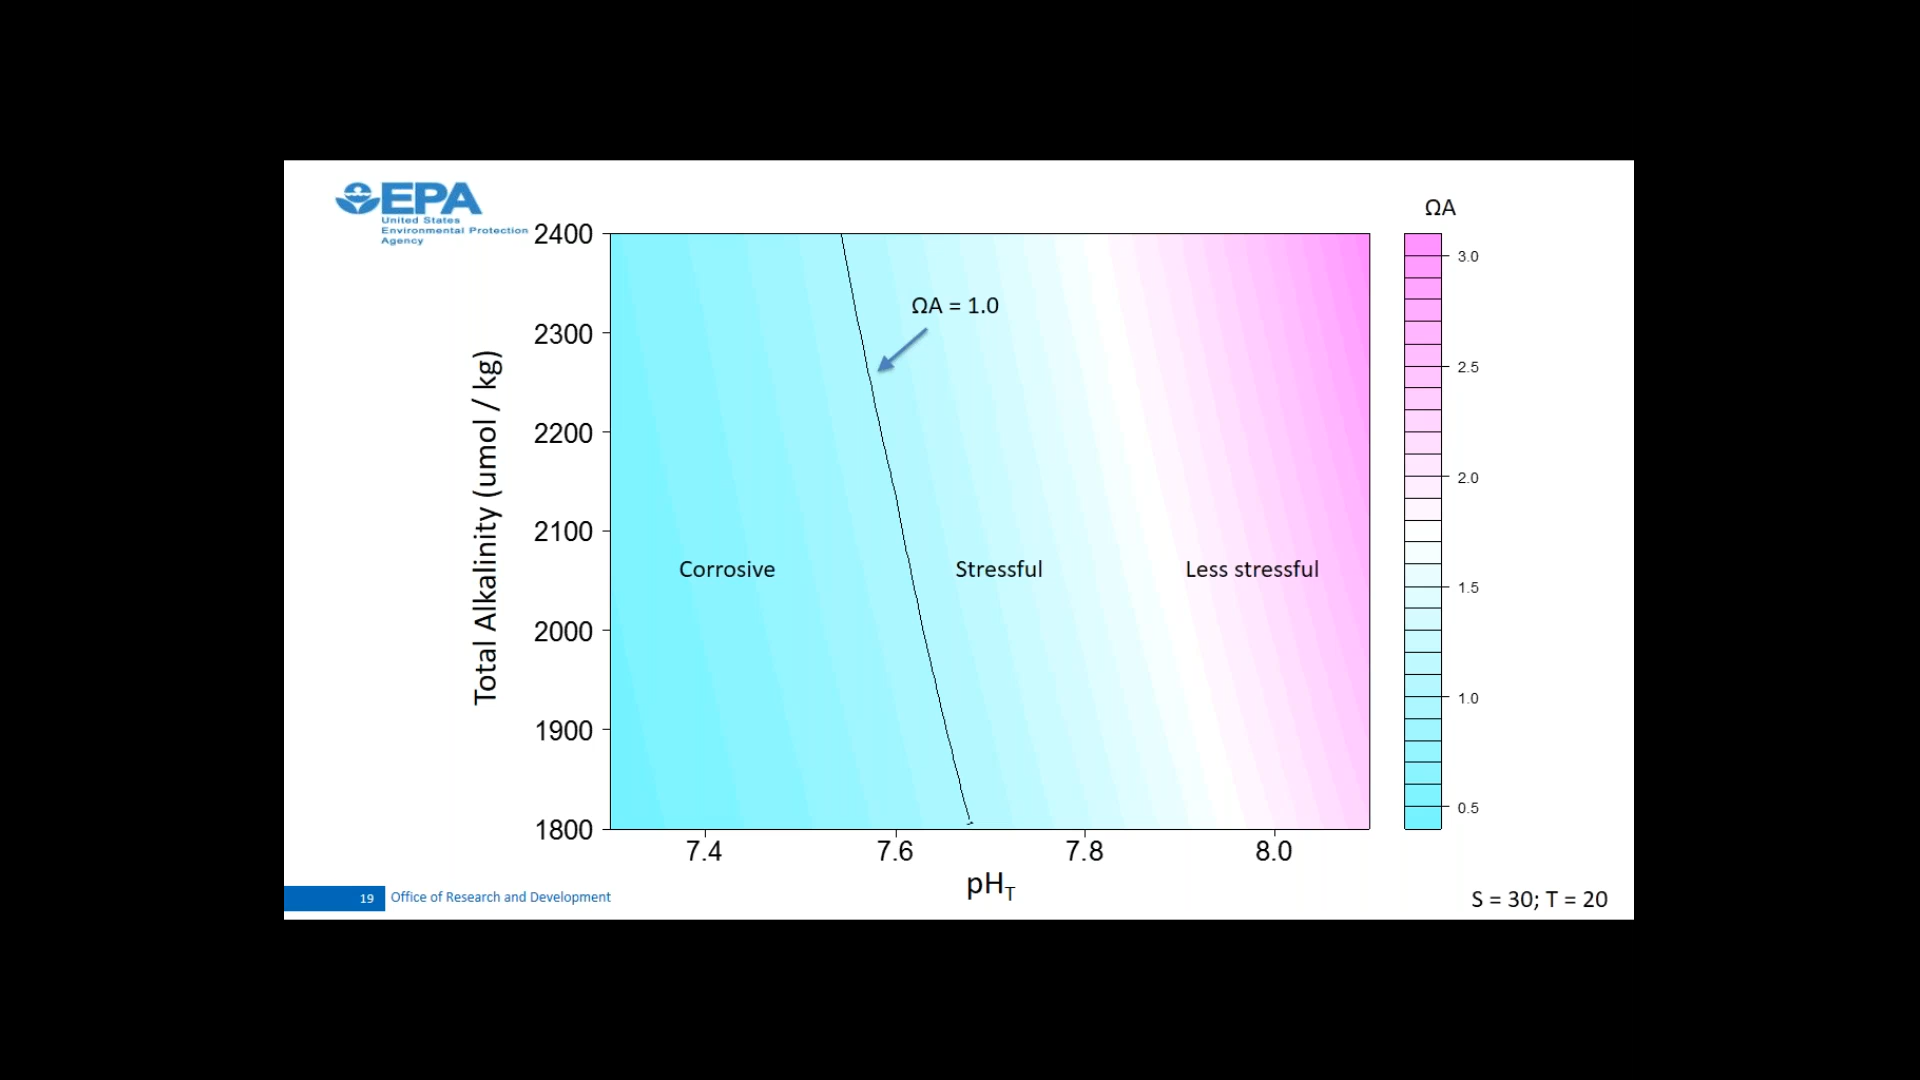 EPA
United States
Environmental Protection
Agency
ΩA
3.0
2.5
2.0
1.5
1.0
0.5
Total Alkalinity (umol / kg)
2400
2300
2200
2100
2000
1900
1800
ΩA = 1.0
Corrosive
Stressful
Less stressful
7.4
7.6
7.8
8.0
pHT
19
Office of Research and Development
S = 30; T = 20